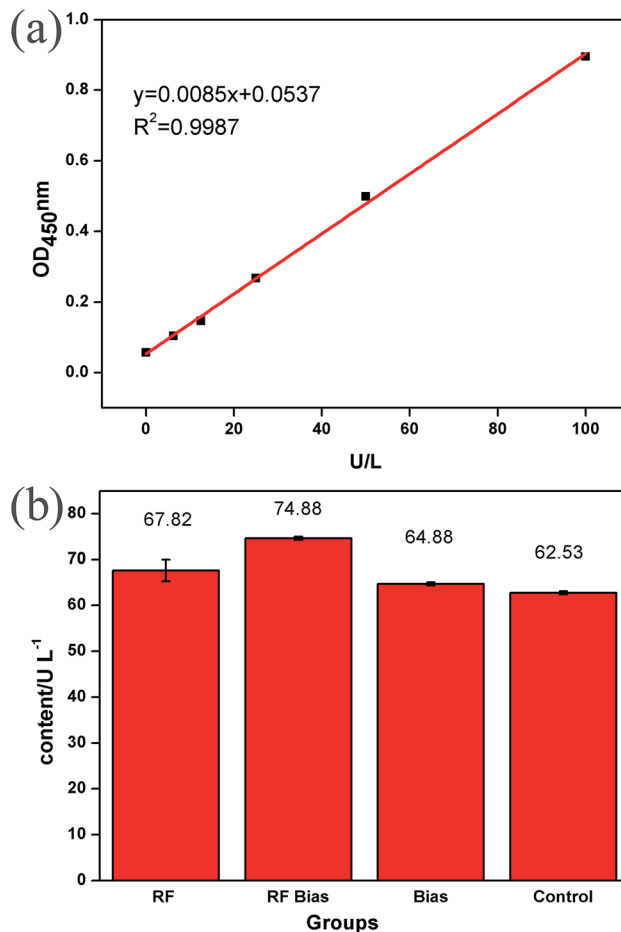 (a)
1.0
0.8
0.6
0.4
0.2
0.0
OD450nm
y=0.0085x+0.0537
R2=0.9987
0 20 40 60 80 100
U/L
(b)
80
70
60
50
40
30
20
10
0
content/U L-1
67.82 74.88 64.88 62.53
RF RF Bias Bias Control
Groups